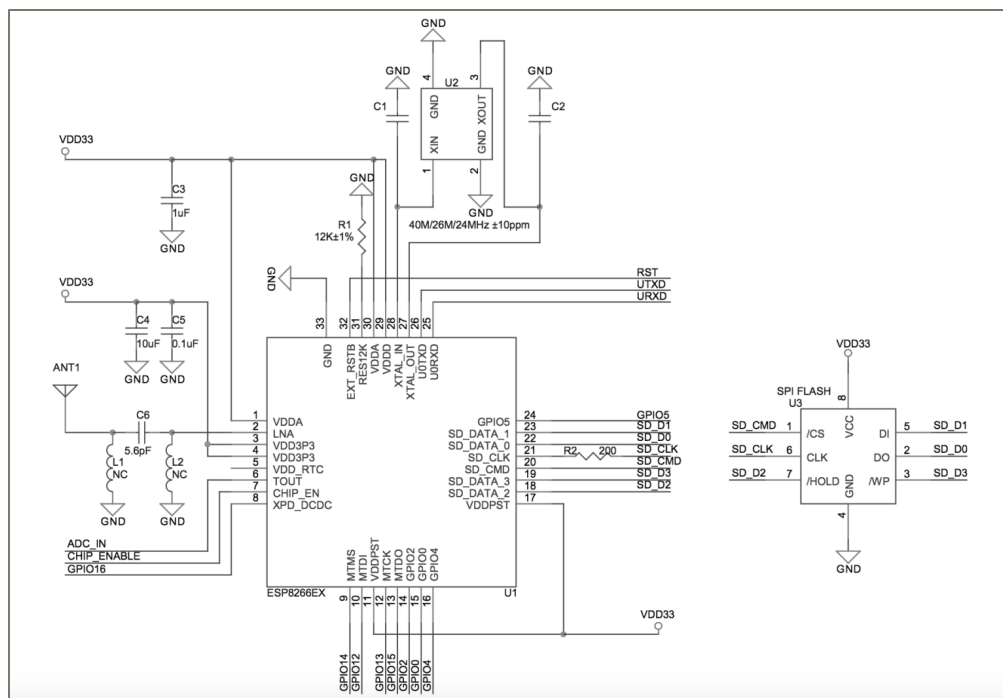 GND
4
3
U2
GND
GND
C1
C2
GND
XOUT
XIN
GND
1
2
GND
40M/26M/24MHz ±10ppm
VDD33
C3
1uF
GND
GND
R1
12K±1%
GND
RST
UTXD
URXD
VDD33
C4
10uF
GND
C5
0.1uF
GND
33
32
31
30
29
28
27
26
25
GND
EXT_RSTB
RES12K
VDDA
VDDD
XTAL_IN
XTAL_OUT
U0TXD
U0RXD
ANT1
C6
5.6pF
L1
NC
GND
L2
NC
GND
1 VDDA
2 LNA
3 VDD3P3
4 VDD3P3
5 VDD_RTC
6 TOUT
7 CHIP_EN
8 XPD_DCDC
GPIO5 24 GPIO5
SD_DATA_1 23 SD_D1
SD_DATA_0 22 SD_D0
SD_CLK 21 R2 200 SD_CLK
SD_CMD 20 SD_CMD
SD_DATA_3 19 SD_D3
SD_DATA_2 18 SD_D2
VDDPST 17
ADC_IN
CHIP_ENABLE
GPIO16
MTMS
MTDI
VDDPST
MTCK
MTDO
GPIO2
GPIO0
GPIO4
ESP8266EX
U1
9
10
11
12
13
14
15
16
GPIO14
GPIO12
GPIO13
GPIO15
GPIO2
GPIO0
GPIO4
VDD33
VDD33
SPI FLASH
U3
8
VCC
SD_CMD 1 /CS
SD_CLK 6 CLK
SD_D2 7 /HOLD
DI 5 SD_D1
DO 2 SD_D0
/WP 3 SD_D3
GND
4
GND